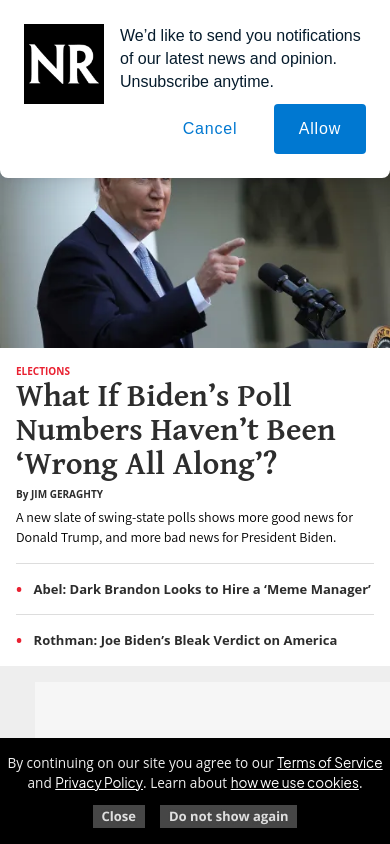 NR
We’d like to send you notifications
of our latest news and opinion.
Unsubscribe anytime.
Cancel
Allow
ELECTIONS
What If Biden’s Poll
Numbers Haven’t Been
‘Wrong All Along’?
By JIM GERAGHTY
A new slate of swing-state polls shows more good news for
Donald Trump, and more bad news for President Biden.
• Abel: Dark Brandon Looks to Hire a ‘Meme Manager’
• Rothman: Joe Biden’s Bleak Verdict on America
By continuing on our site you agree to our Terms of Service
and Privacy Policy. Learn about how we use cookies.
Close
Do not show again